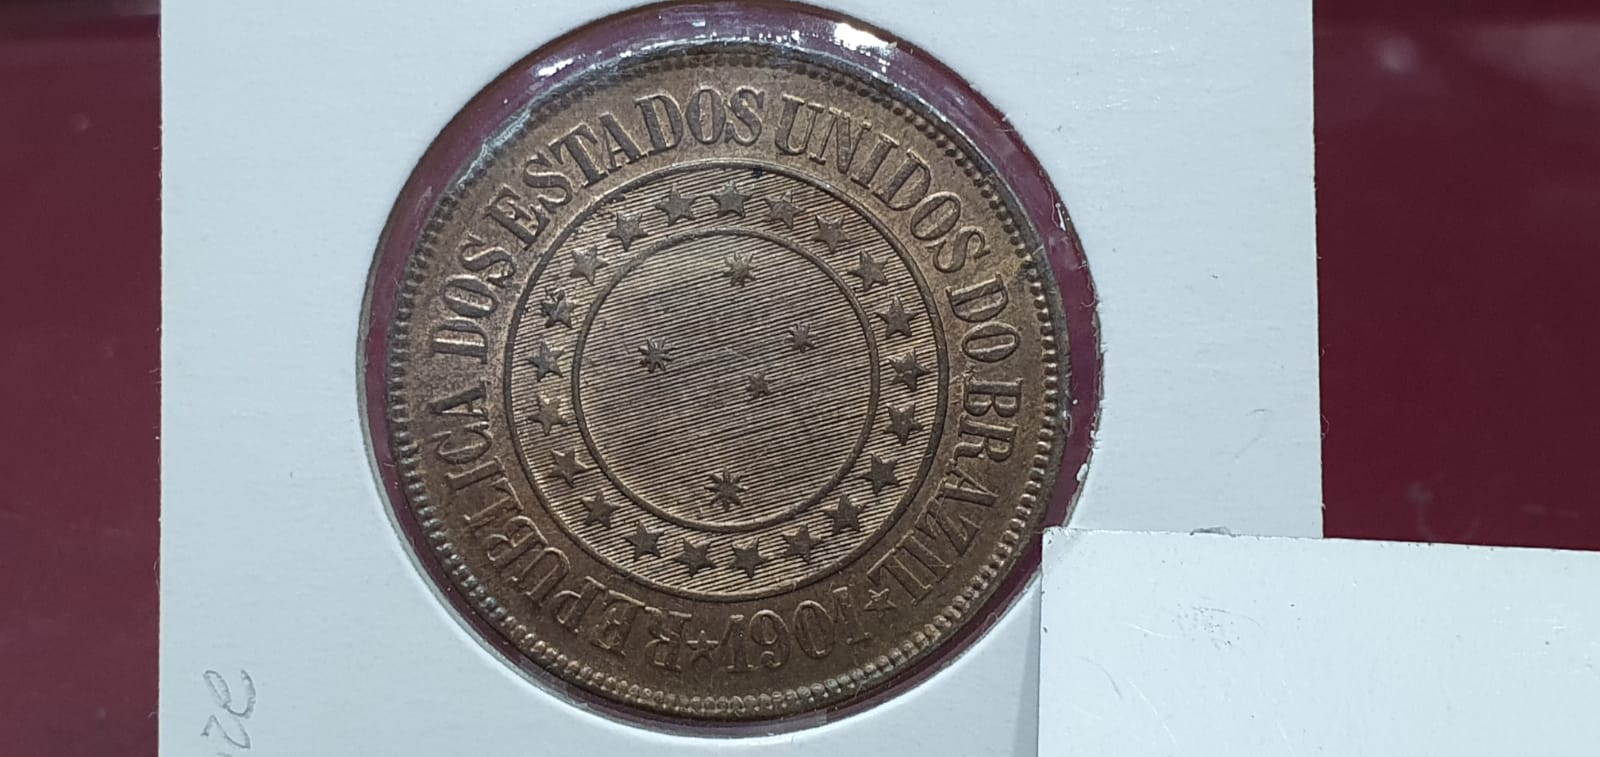 REPUBLICA DOS ESTADOS UNIDOS DO BRAZIL
1901